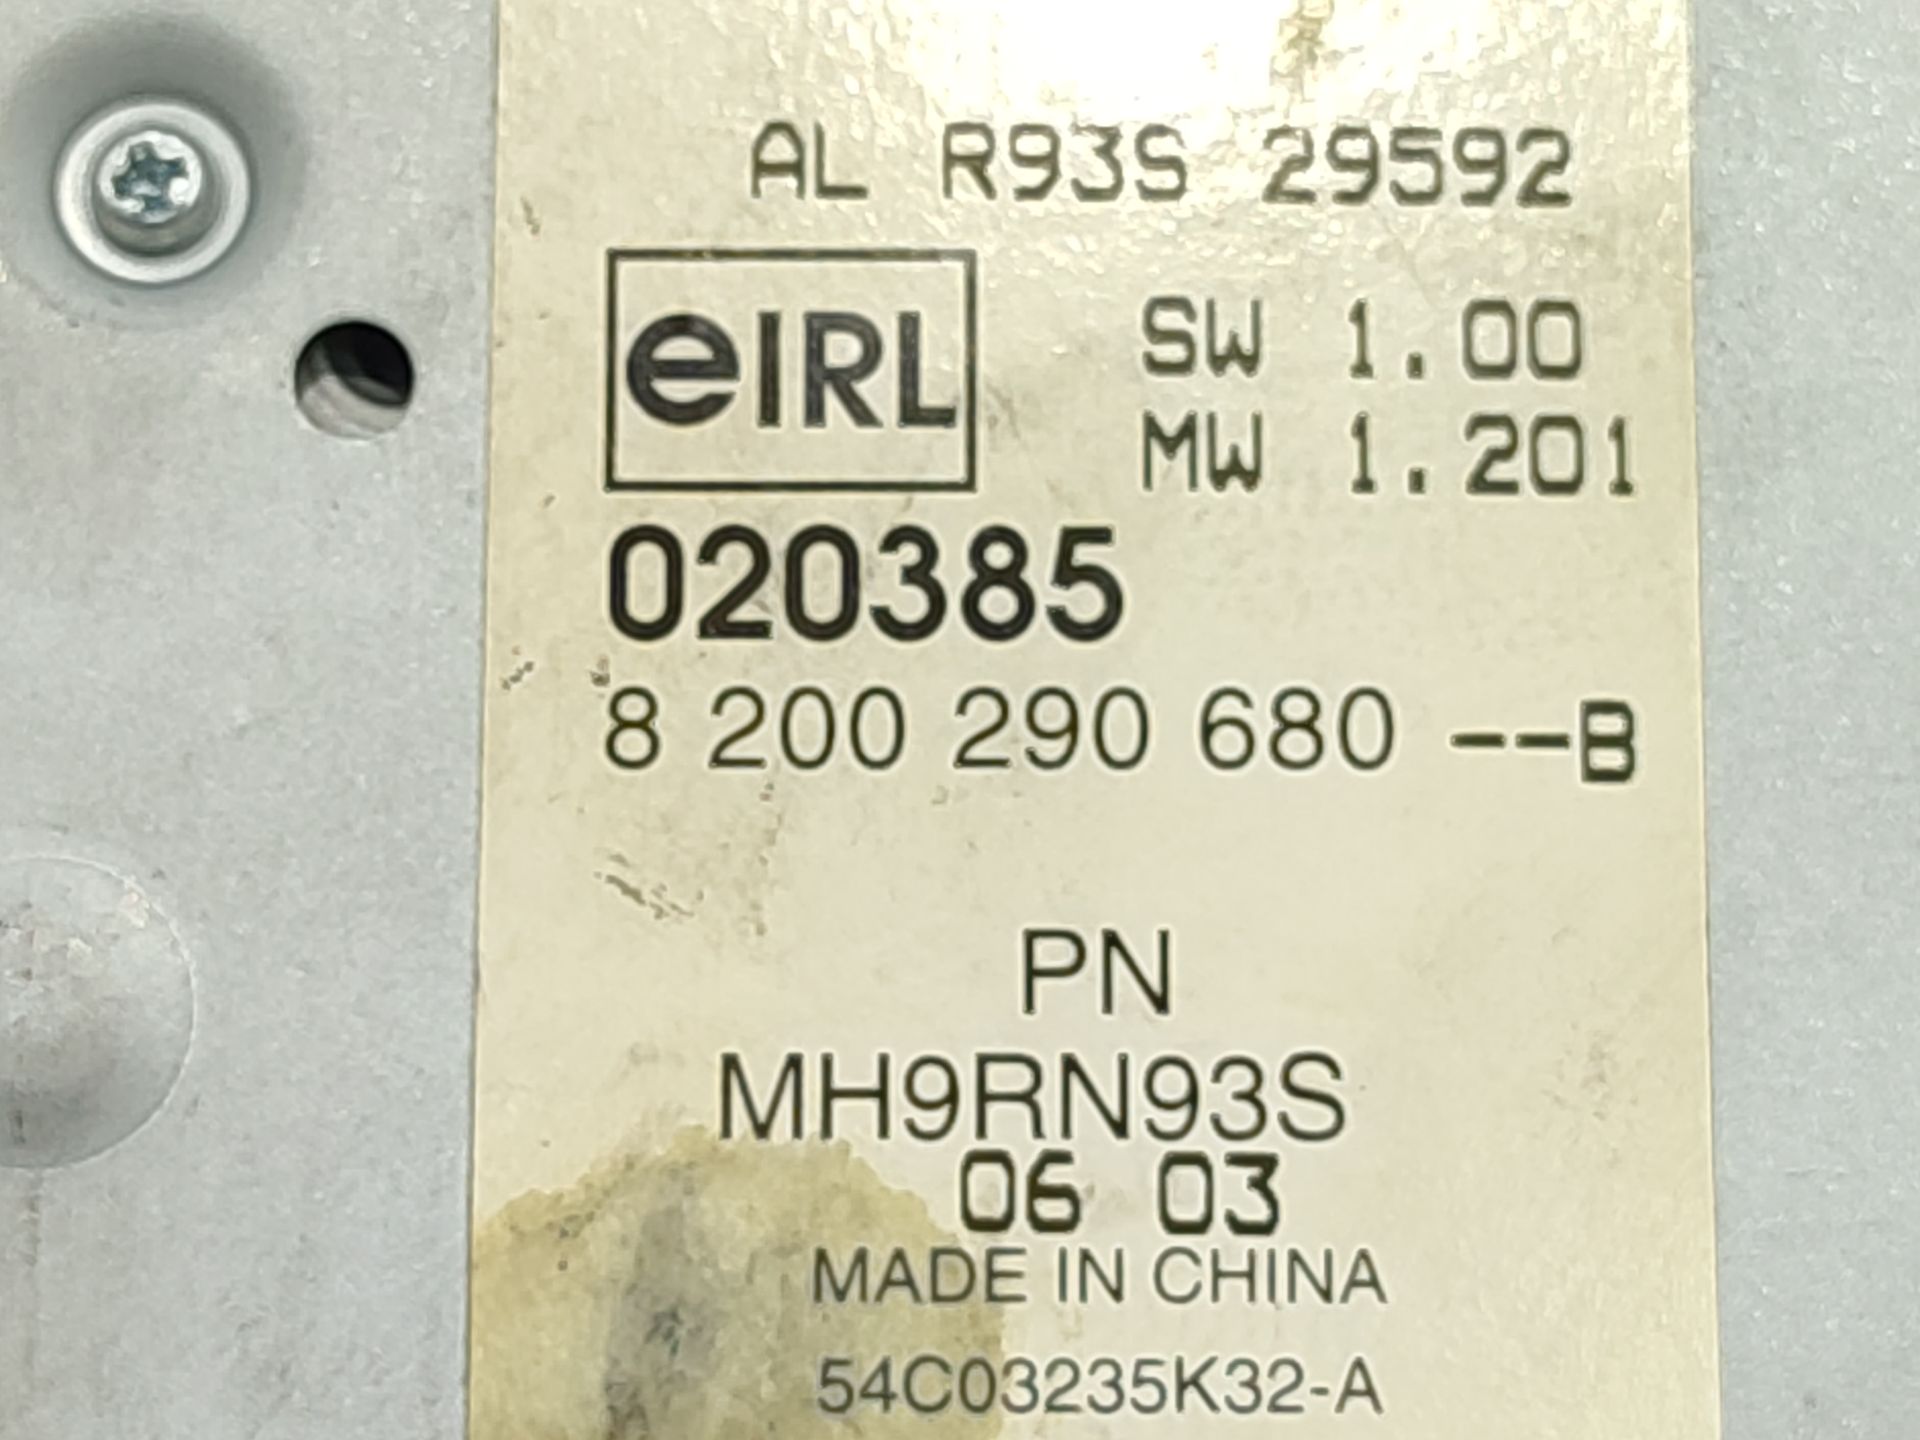 AL R93S 29592
eIRL
SW 1.00
MW 1.201
020385
8 200 290 680 --B
PN
MH9RN93S
06 03
MADE IN CHINA
54C03235K32-A